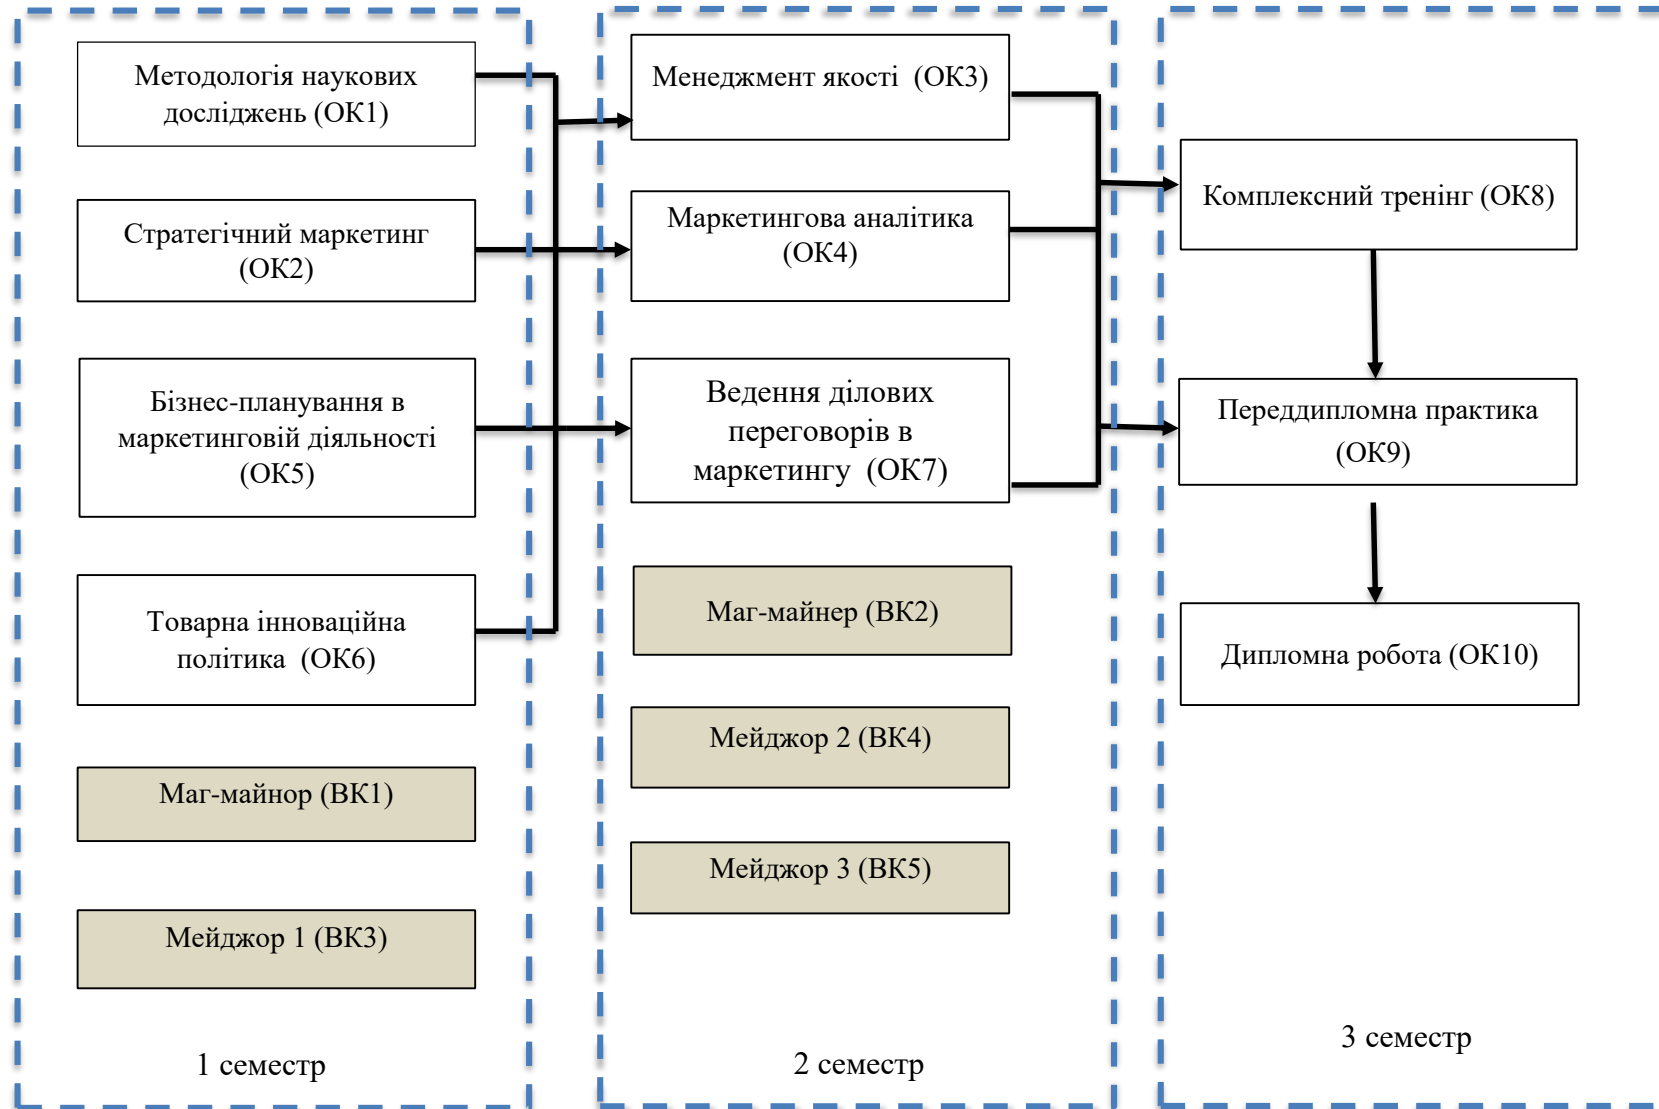 Методологія наукових
досліджень (ОК1)
Стратегічний маркетинг
(ОК2)
Бізнес-планування в
маркетинговій діяльності
(ОК5)
Товарна інноваційна
політика (ОК6)
Маг-майнор (ВК1)
Мейджор 1 (ВК3)
1 семестр
Менеджмент якості (ОК3)
Маркетингова аналітика
(ОК4)
Ведення ділових
переговорів в
маркетингу (ОК7)
Маг-майнер (ВК2)
Мейджор 2 (ВК4)
Мейджор 3 (ВК5)
2 семестр
Комплексний тренінг (ОК8)
Переддипломна практика
(ОК9)
Дипломна робота (ОК10)
3 семестр